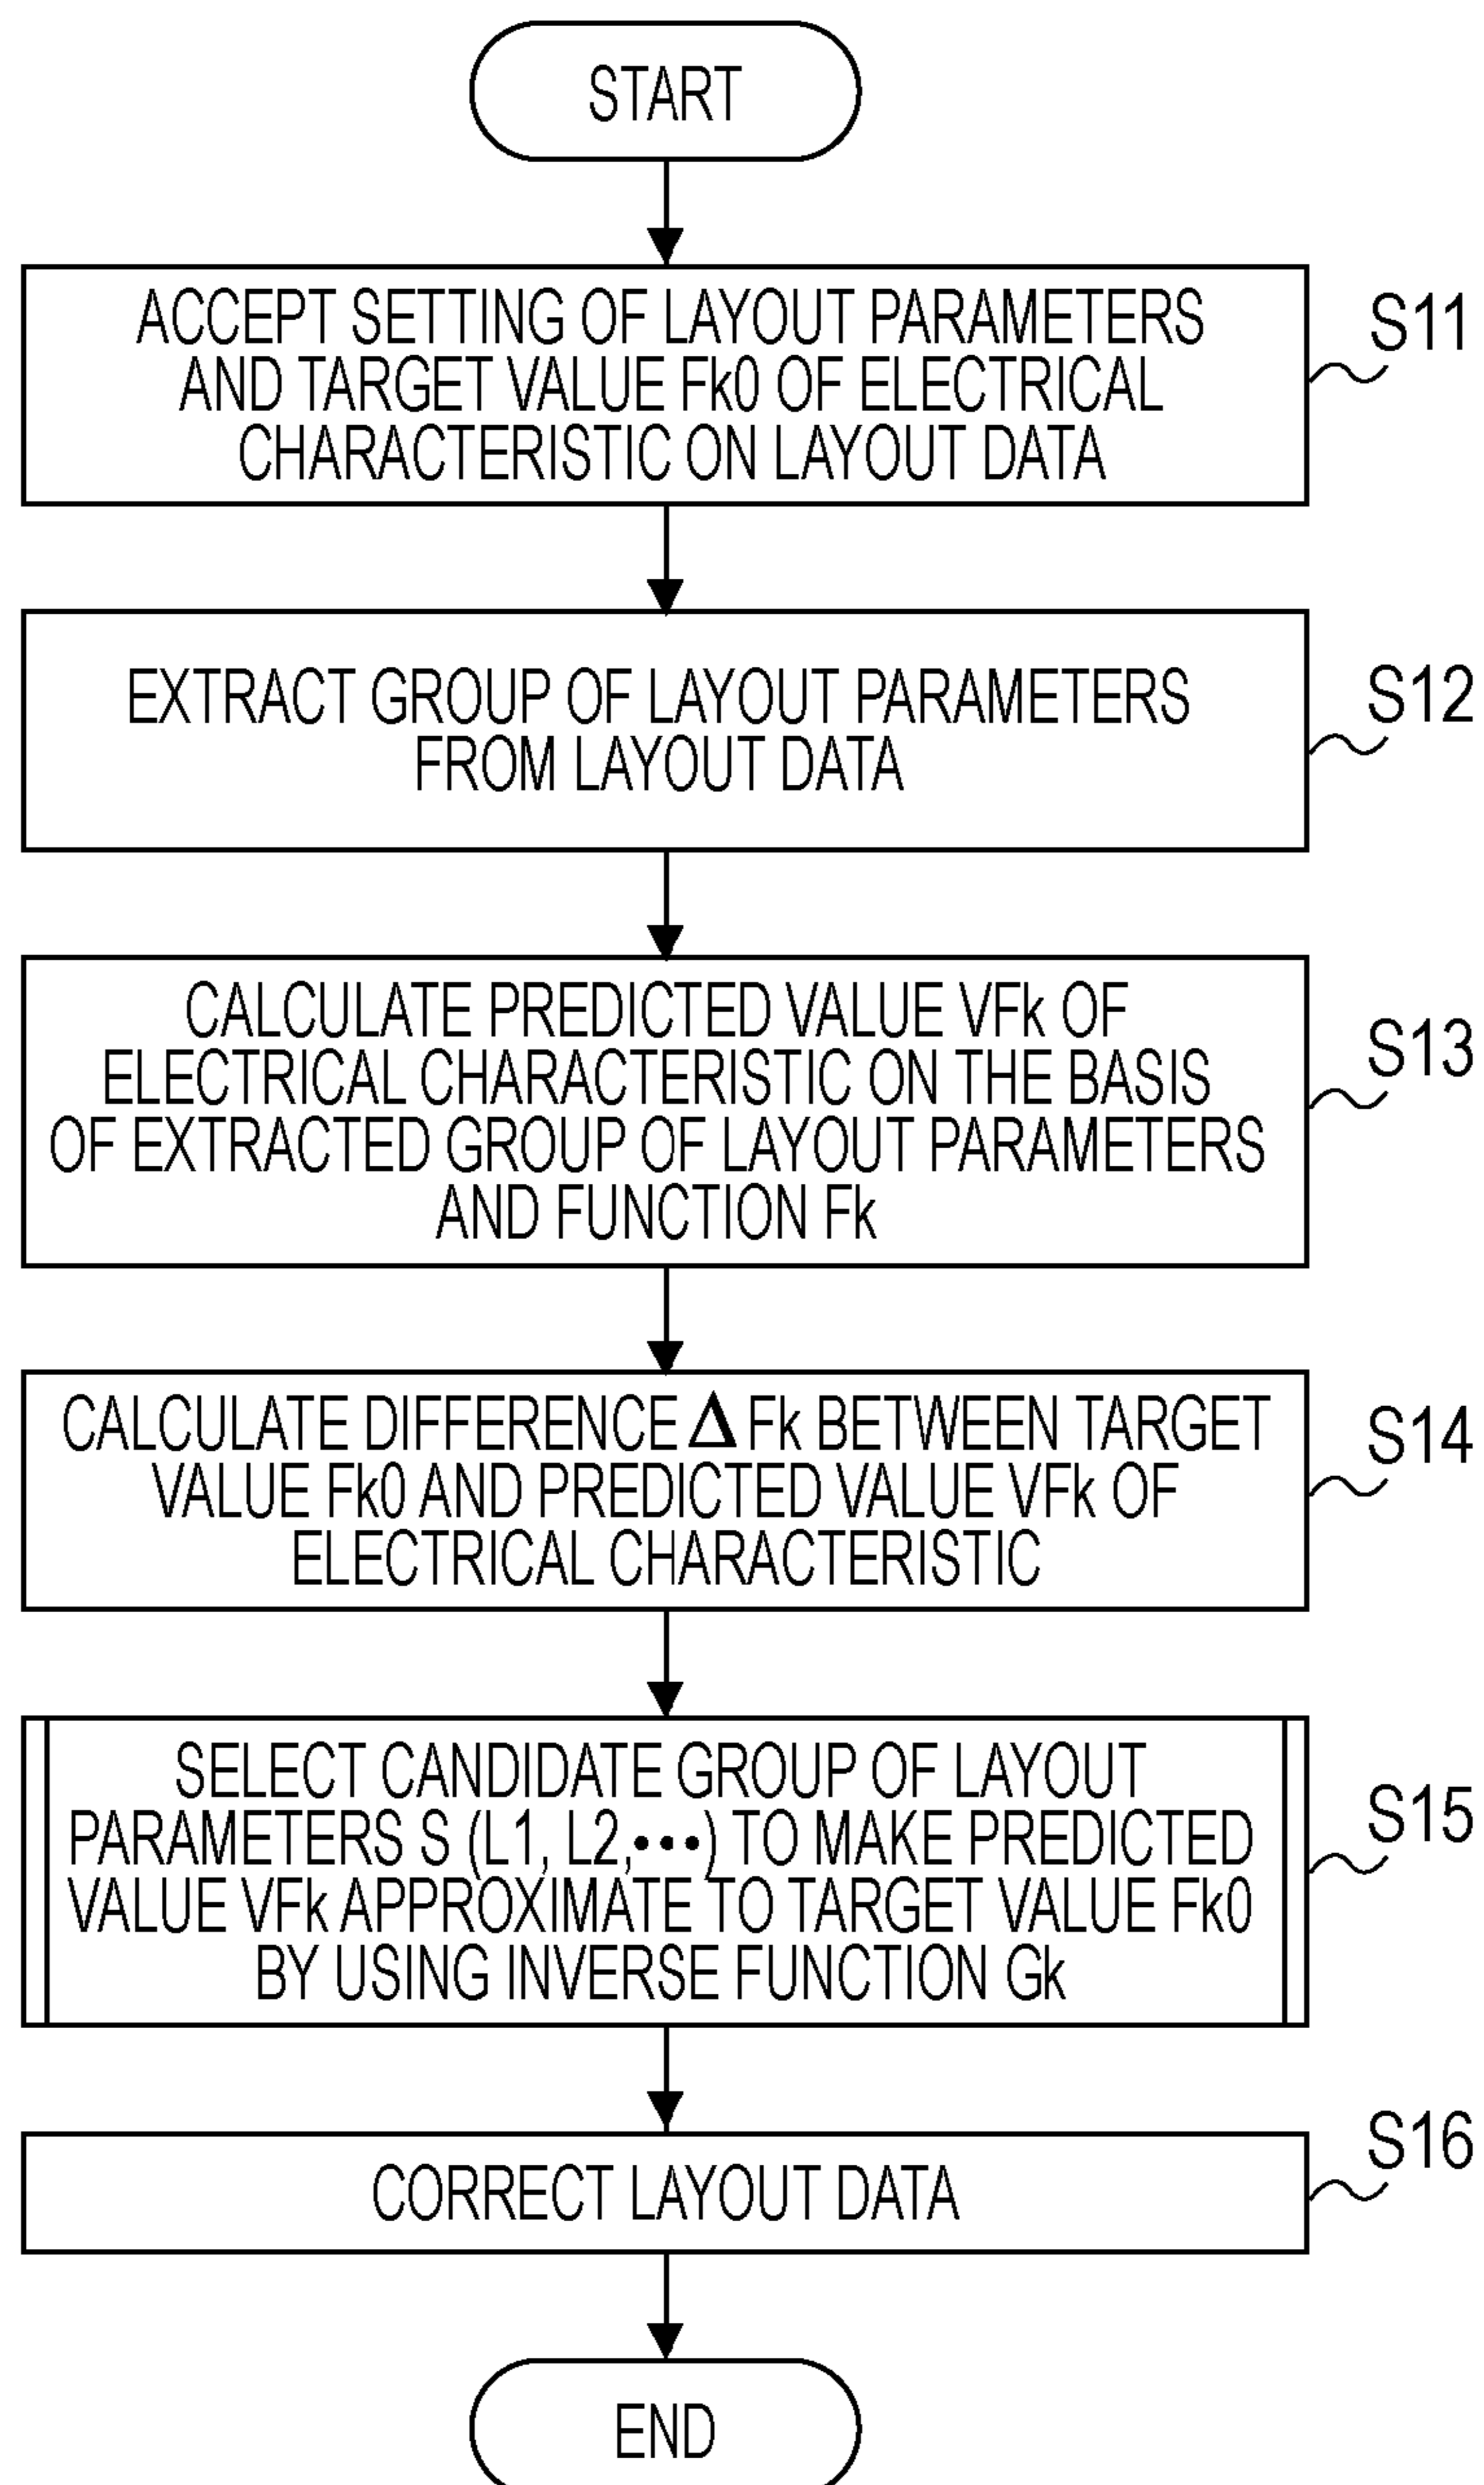 START
ACCEPT SETTING OF LAYOUT PARAMETERS
AND TARGET VALUE Fk0 OF ELECTRICAL
CHARACTERISTIC ON LAYOUT DATA
S11
EXTRACT GROUP OF LAYOUT PARAMETERS
FROM LAYOUT DATA
S12
CALCULATE PREDICTED VALUE VFk OF
ELECTRICAL CHARACTERISTIC ON THE BASIS
OF EXTRACTED GROUP OF LAYOUT PARAMETERS
AND FUNCTION Fk
S13
CALCULATE DIFFERENCE Δ Fk BETWEEN TARGET
VALUE Fk0 AND PREDICTED VALUE VFk OF
ELECTRICAL CHARACTERISTIC
S14
SELECT CANDIDATE GROUP OF LAYOUT
PARAMETERS S (L1, L2,•••) TO MAKE PREDICTED
VALUE VFk APPROXIMATE TO TARGET VALUE Fk0
BY USING INVERSE FUNCTION Gk
S15
CORRECT LAYOUT DATA
S16
END